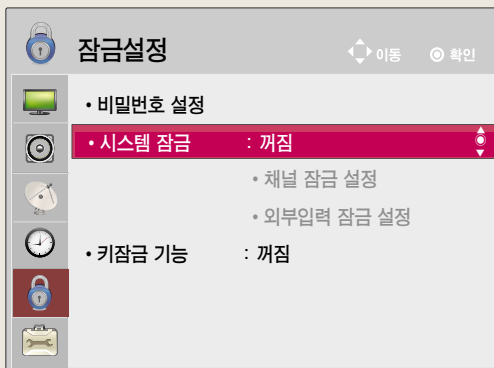 잠금설정 이동 확인
• 비밀번호 설정
• 시스템 잠금 : 꺼짐
• 채널 잠금 설정
• 외부입력 잠금 설정
• 키잠금 기능 : 꺼짐